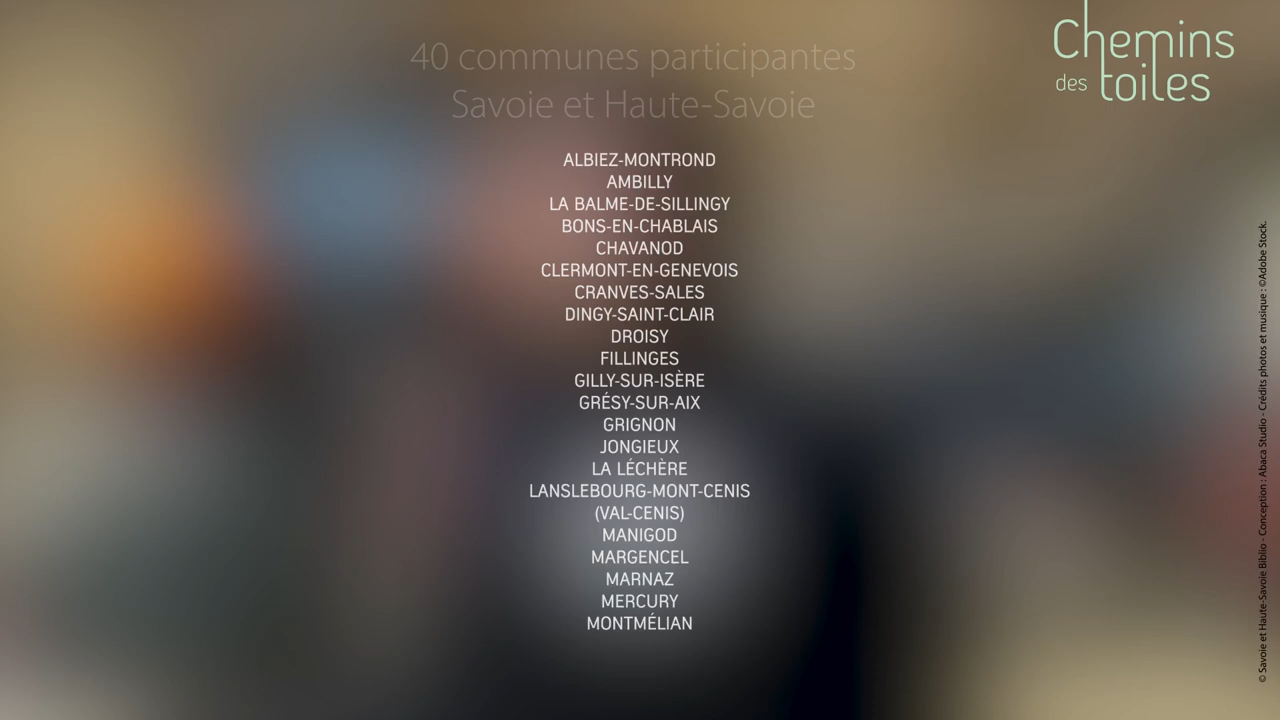 40 communes participantes
Savoie et Haute-Savoie
Chemins
des toiles
ALBIEZ-MONTROND
AMBILLY
LA BALME-DE-SILLINGY
BONS-EN-CHABLAIS
CHAVANOD
CLERMONT-EN-GENEVOIS
CRANVES-SALES
DINGY-SAINT-CLAIR
DROISY
FILLINGES
GILLY-SUR-ISÈRE
GRÉSY-SUR-AIX
GRIGNON
JONGIEUX
LA LÉCHÈRE
LANSLEBOURG-MONT-CENIS
(VAL-CENIS)
MANIGOD
MARGENCEL
MARNAZ
MERCURY
MONTMÉLIAN
© Savoie et Haute-Savoie Biblio - Conception : Abaca Studio - Crédits photos et musique : ©Adobe Stock.